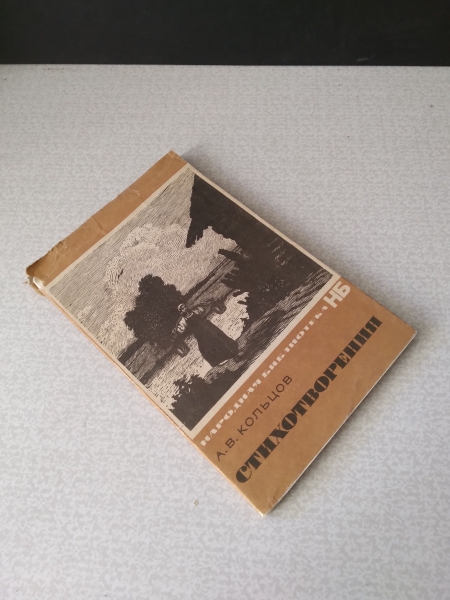 НАРОДНАЯ БИБЛИОТЕКА НБ
А.В. КОЛЬЦОВ
СТИХОТВОРЕНИЯ